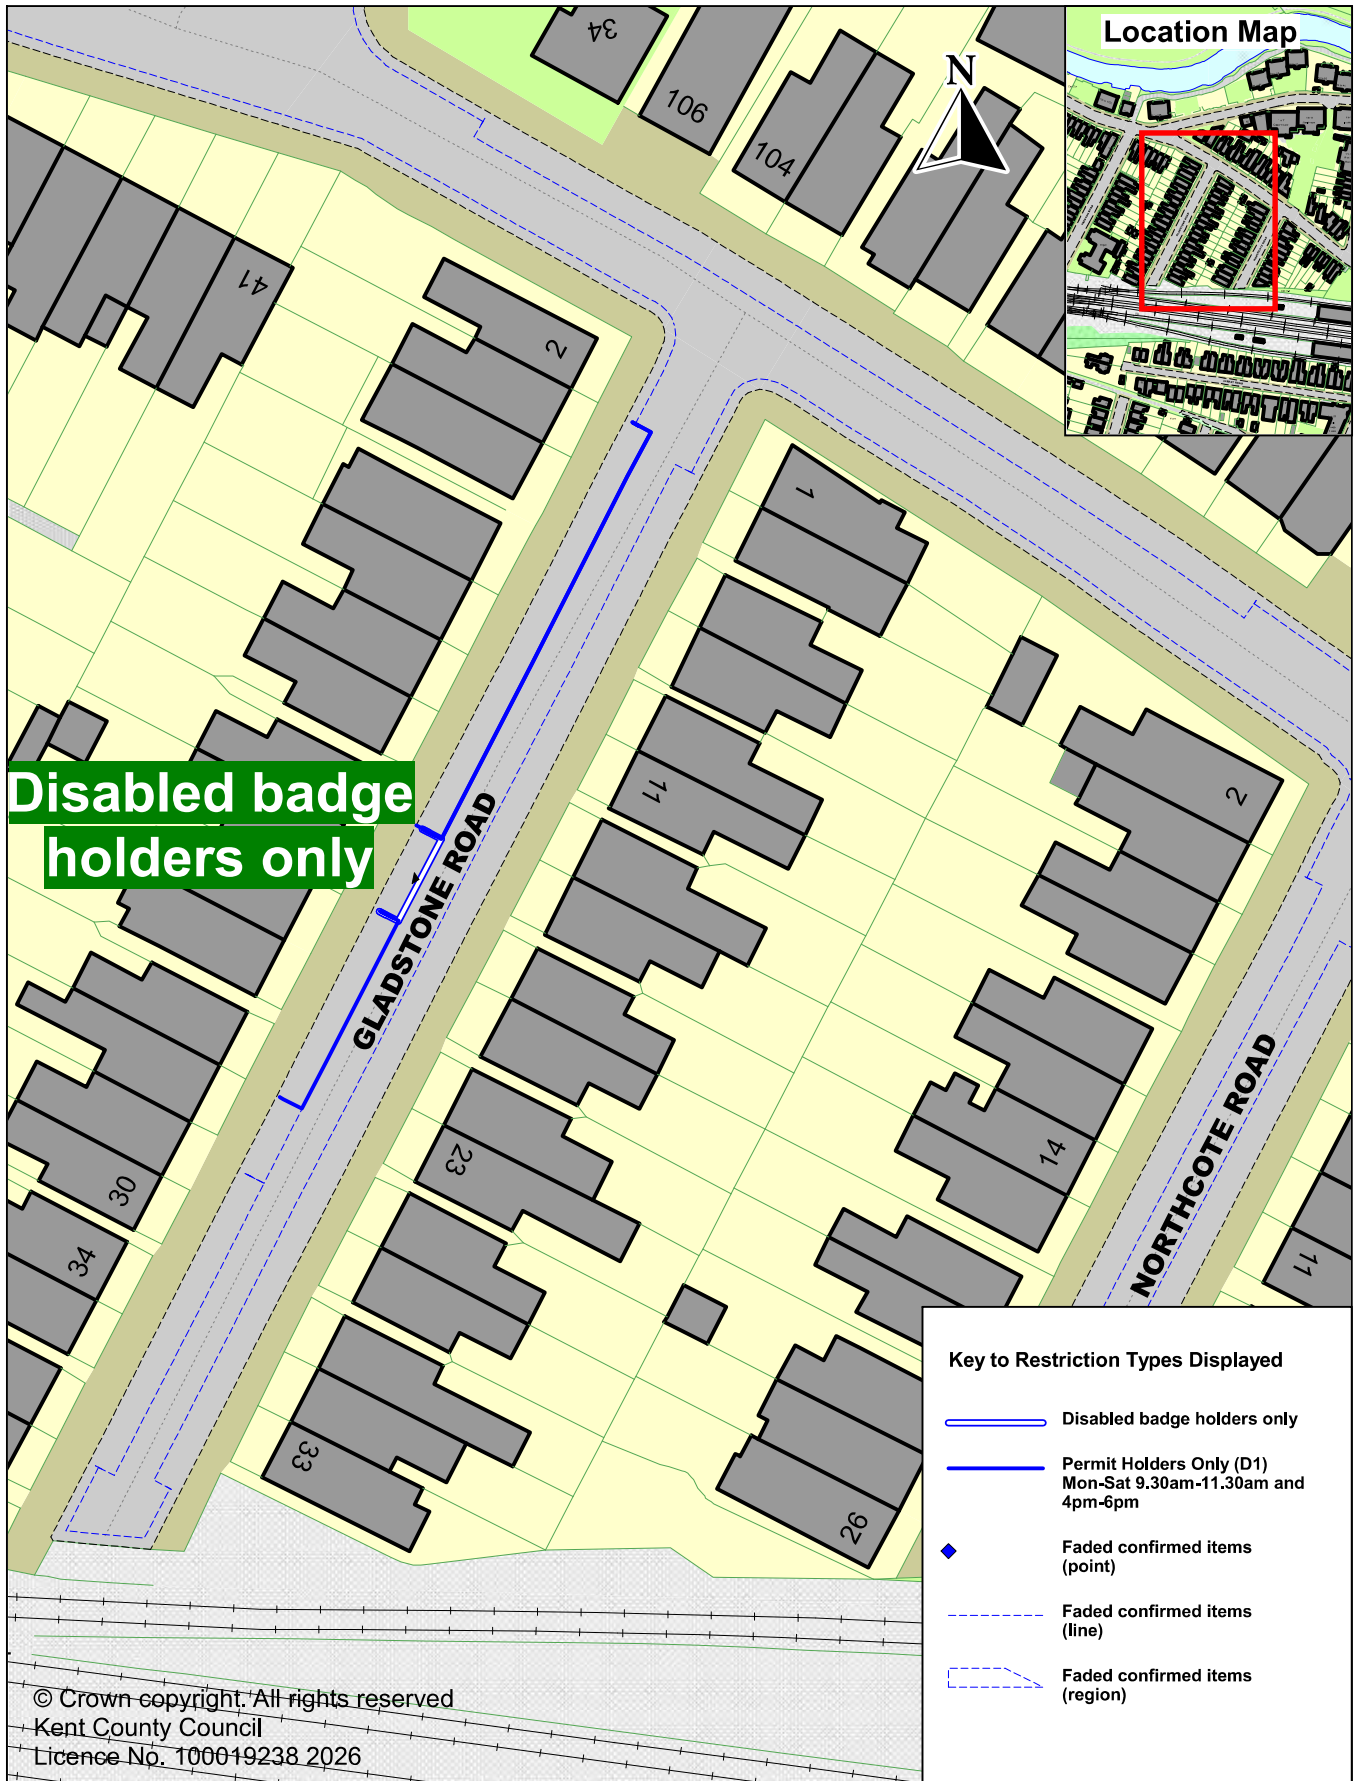 Location Map
N
34
106
104
41
2
1
11
2
Disabled badge
holders only
GLADSTONE ROAD
NORTHCOTE ROAD
14
23
30
34
11
33
26
Key to Restriction Types Displayed
Disabled badge holders only
Permit Holders Only (D1)
Mon-Sat 9.30am-11.30am and
4pm-6pm
Faded confirmed items
(point)
Faded confirmed items
(line)
Faded confirmed items
(region)
© Crown copyright. All rights reserved
Kent County Council
Licence No. 100019238 2026